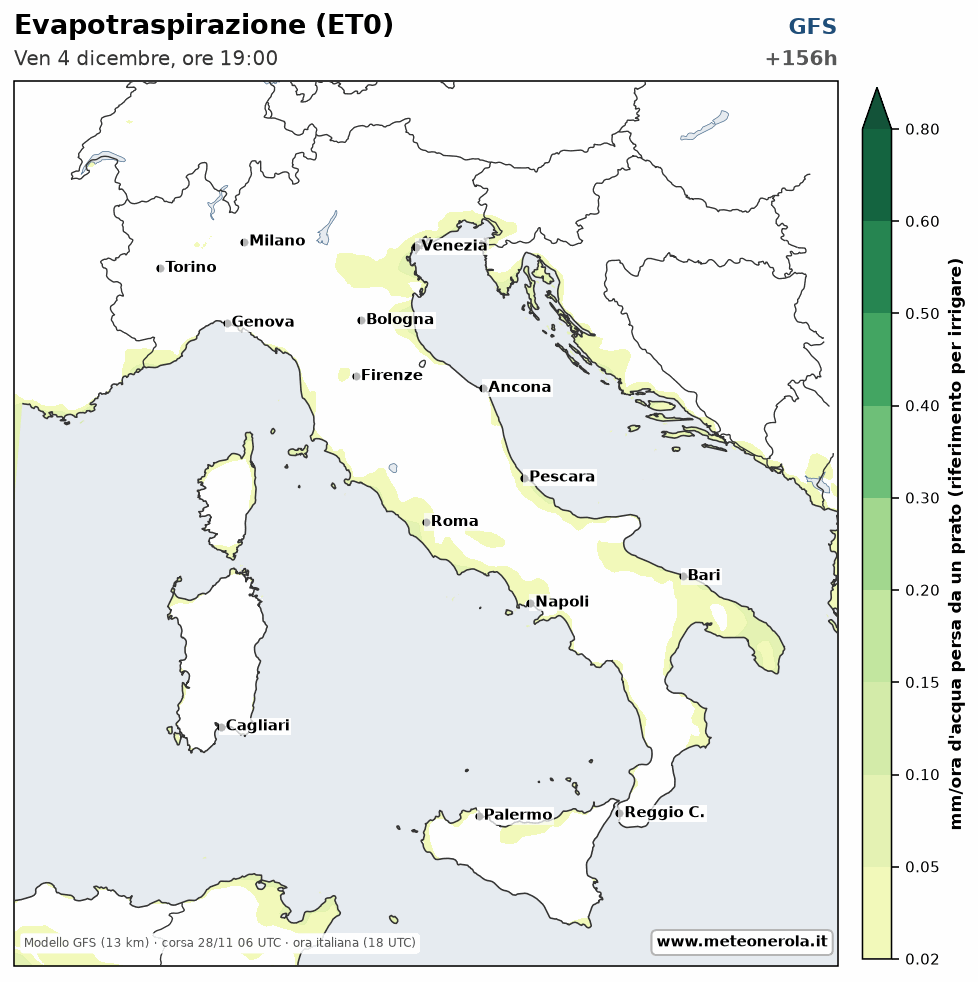 Evapotraspirazione (ET0)
GFS
Ven 4 dicembre, ore 19:00
+156h
Milano
Venezia
Torino
Genova
Bologna
Firenze
Ancona
Pescara
Roma
Bari
Napoli
Cagliari
Palermo
Reggio C.
0.80
0.60
0.50
0.40
0.30
0.20
0.15
0.10
0.05
0.02
mm/ora d'acqua persa da un prato (riferimento per irrigare)
Modello GFS (13 km) · corsa 28/11 06 UTC · ora italiana (18 UTC)
www.meteonerola.it